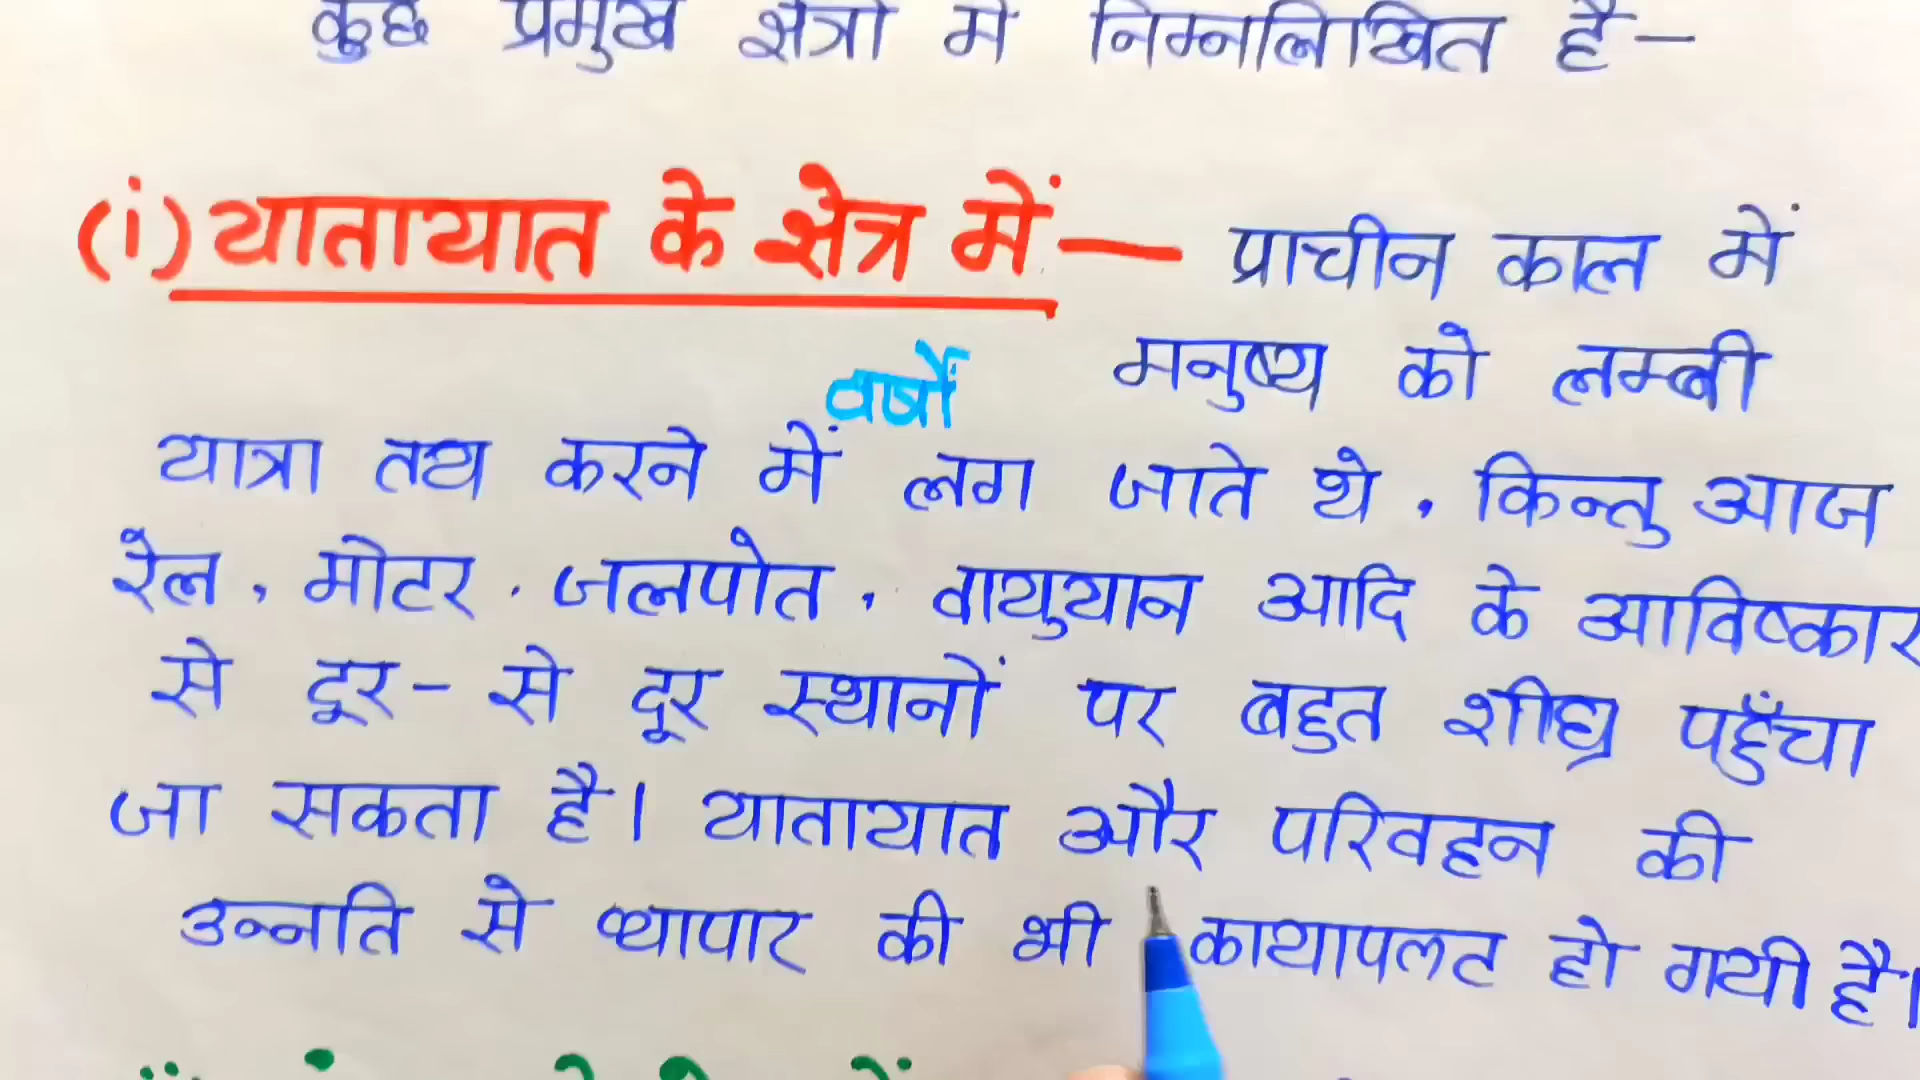 कुछ प्रमुख क्षेत्रों में निम्नलिखित है-
(i) यातायात के क्षेत्र में — प्राचीन काल में
मनुष्य को लम्बी
वर्षों
यात्रा तय करने में लग जाते थे, किन्तु आज
रेल, मोटर, जलपोत, वायुयान आदि के आविष्कार
से दूर-से दूर स्थानों पर बहुत शीघ्र पहुँचा
जा सकता है। यातायात और परिवहन की
उन्नति से व्यापार की भी कायापलट हो गयी है।